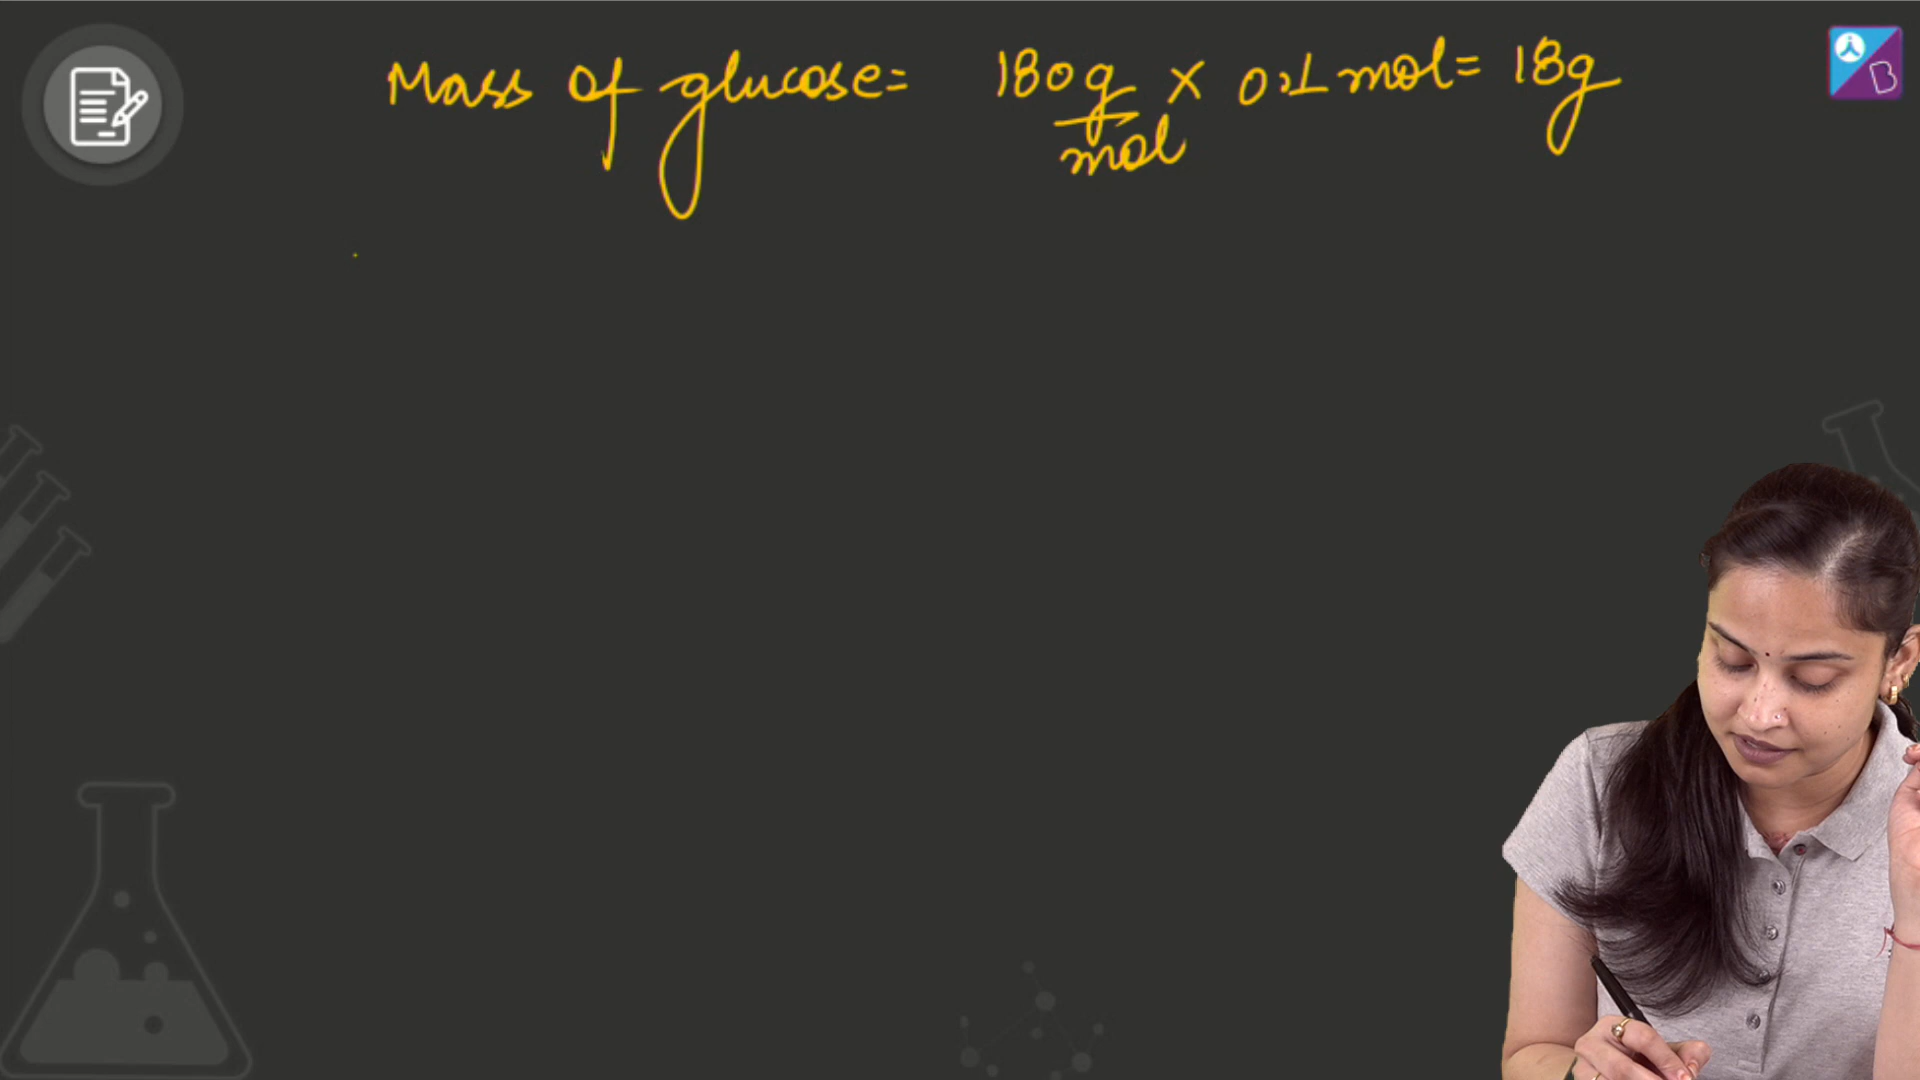 Mass of glucose = 180g/mol × 0.1 mol = 18g
B